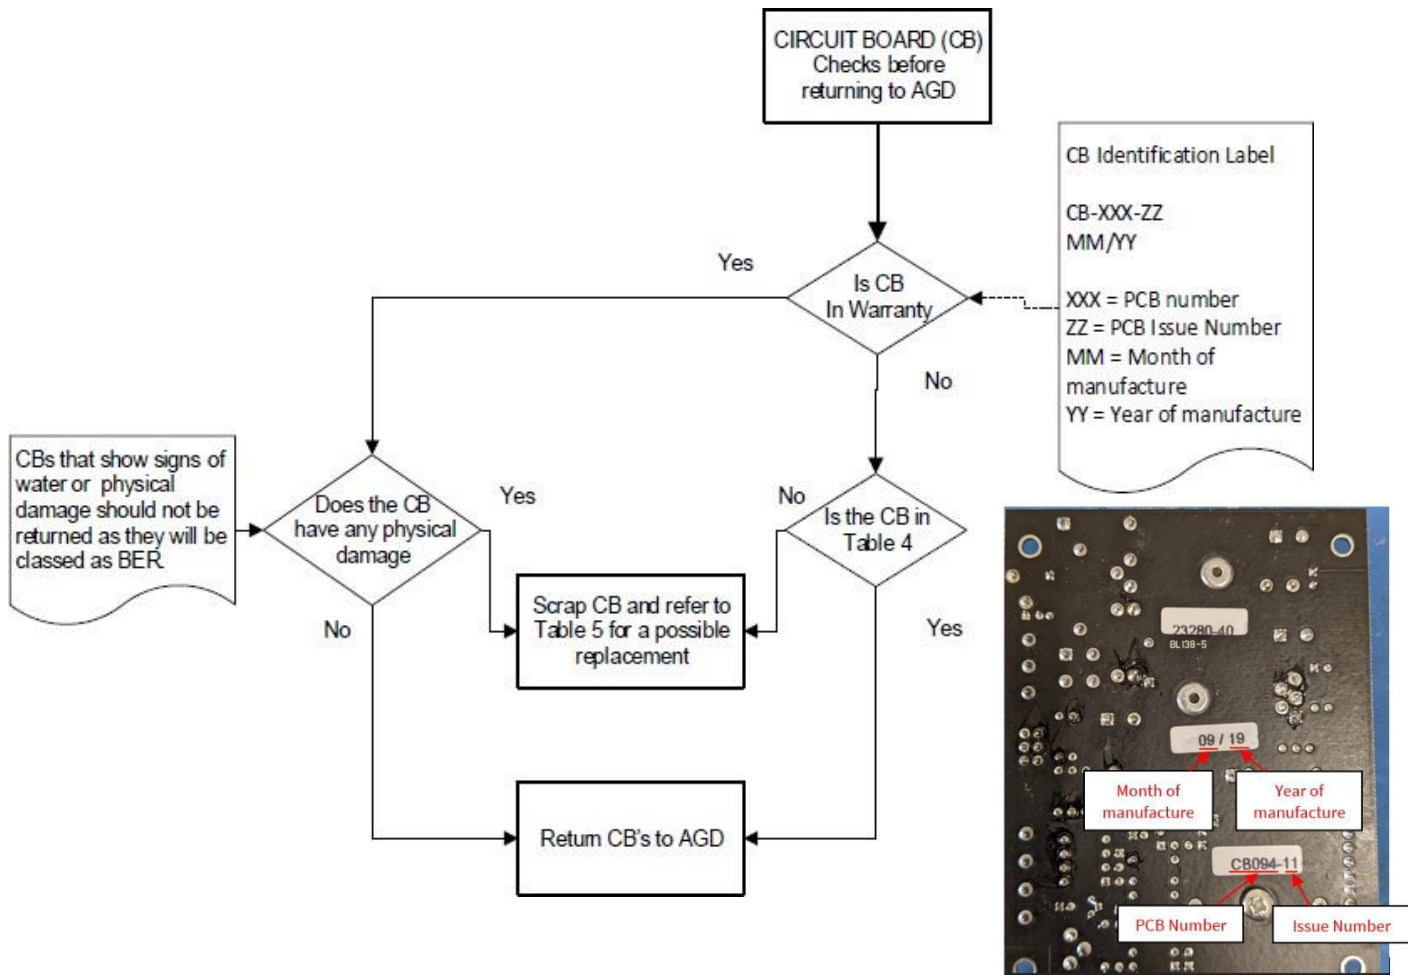 CIRCUIT BOARD (CB)
Checks before
returning to AGD
CB Identification Label
CB-XXX-ZZ
MM/YY
XXX = PCB number
ZZ = PCB Issue Number
MM = Month of
manufacture
YY = Year of manufacture
Yes
Is CB
In Warranty
No
CBs that show signs of
water or physical
damage should not be
returned as they will be
classed as BER.
Does the CB
have any physical
damage
Yes
No
No
Is the CB in
Table 4
Yes
Scrap CB and refer to
Table 5 for a possible
replacement
Return CB's to AGD
23280-40
BL138-5
09 / 19
Month of
manufacture
Year of
manufacture
CB094-11
PCB Number
Issue Number